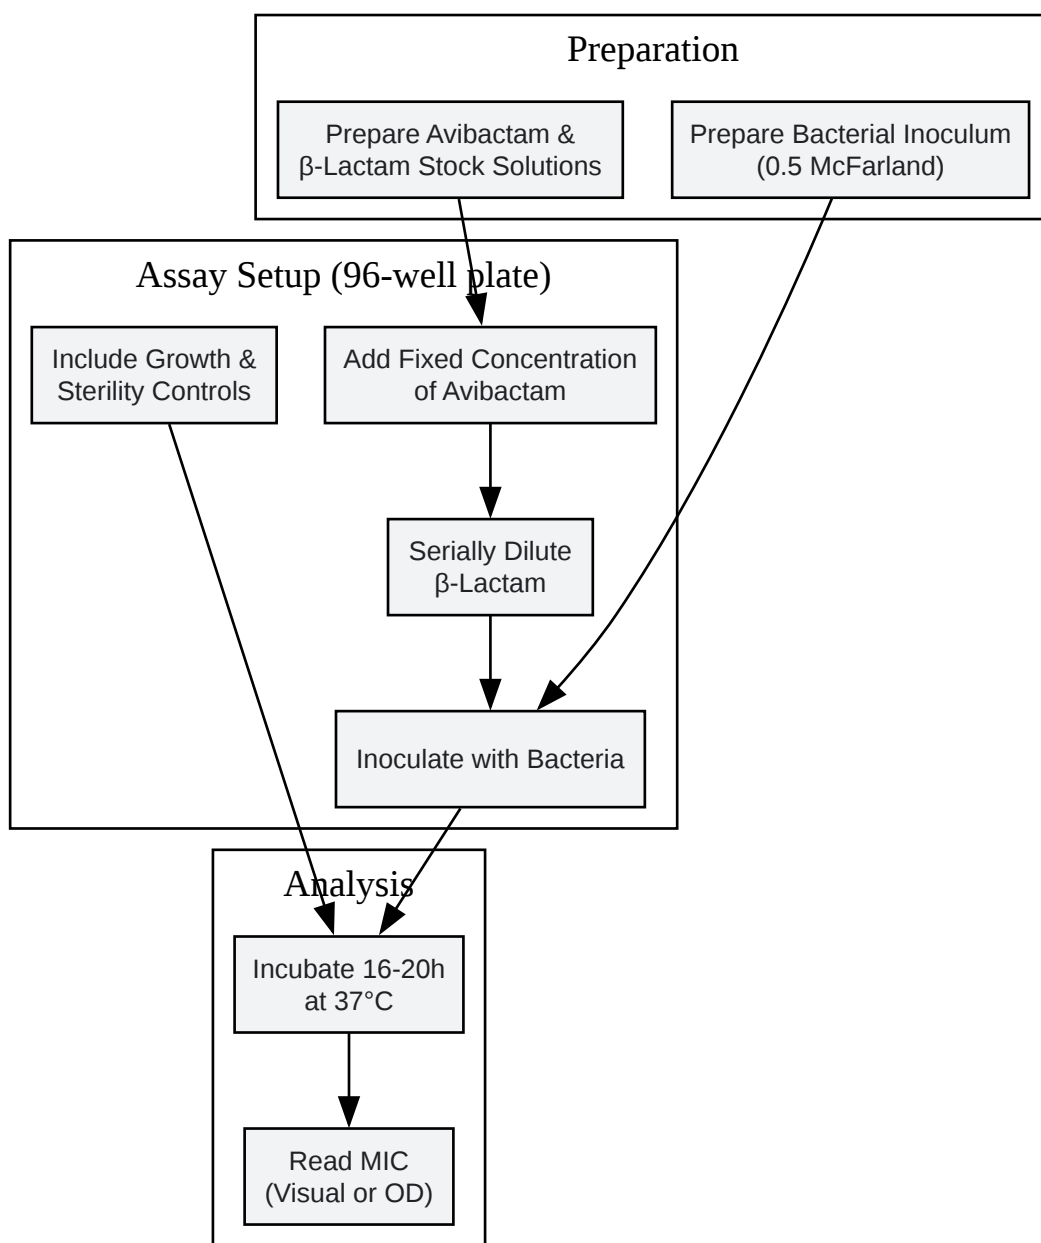 Preparation
Prepare Avibactam &
β-Lactam Stock Solutions
Prepare Bacterial Inoculum
(0.5 McFarland)
Assay Setup (96-well plate)
Include Growth &
Sterility Controls
Add Fixed Concentration
of Avibactam
Serially Dilute
β-Lactam
Inoculate with Bacteria
Analysis
Incubate 16-20h
at 37°C
Read MIC
(Visual or OD)